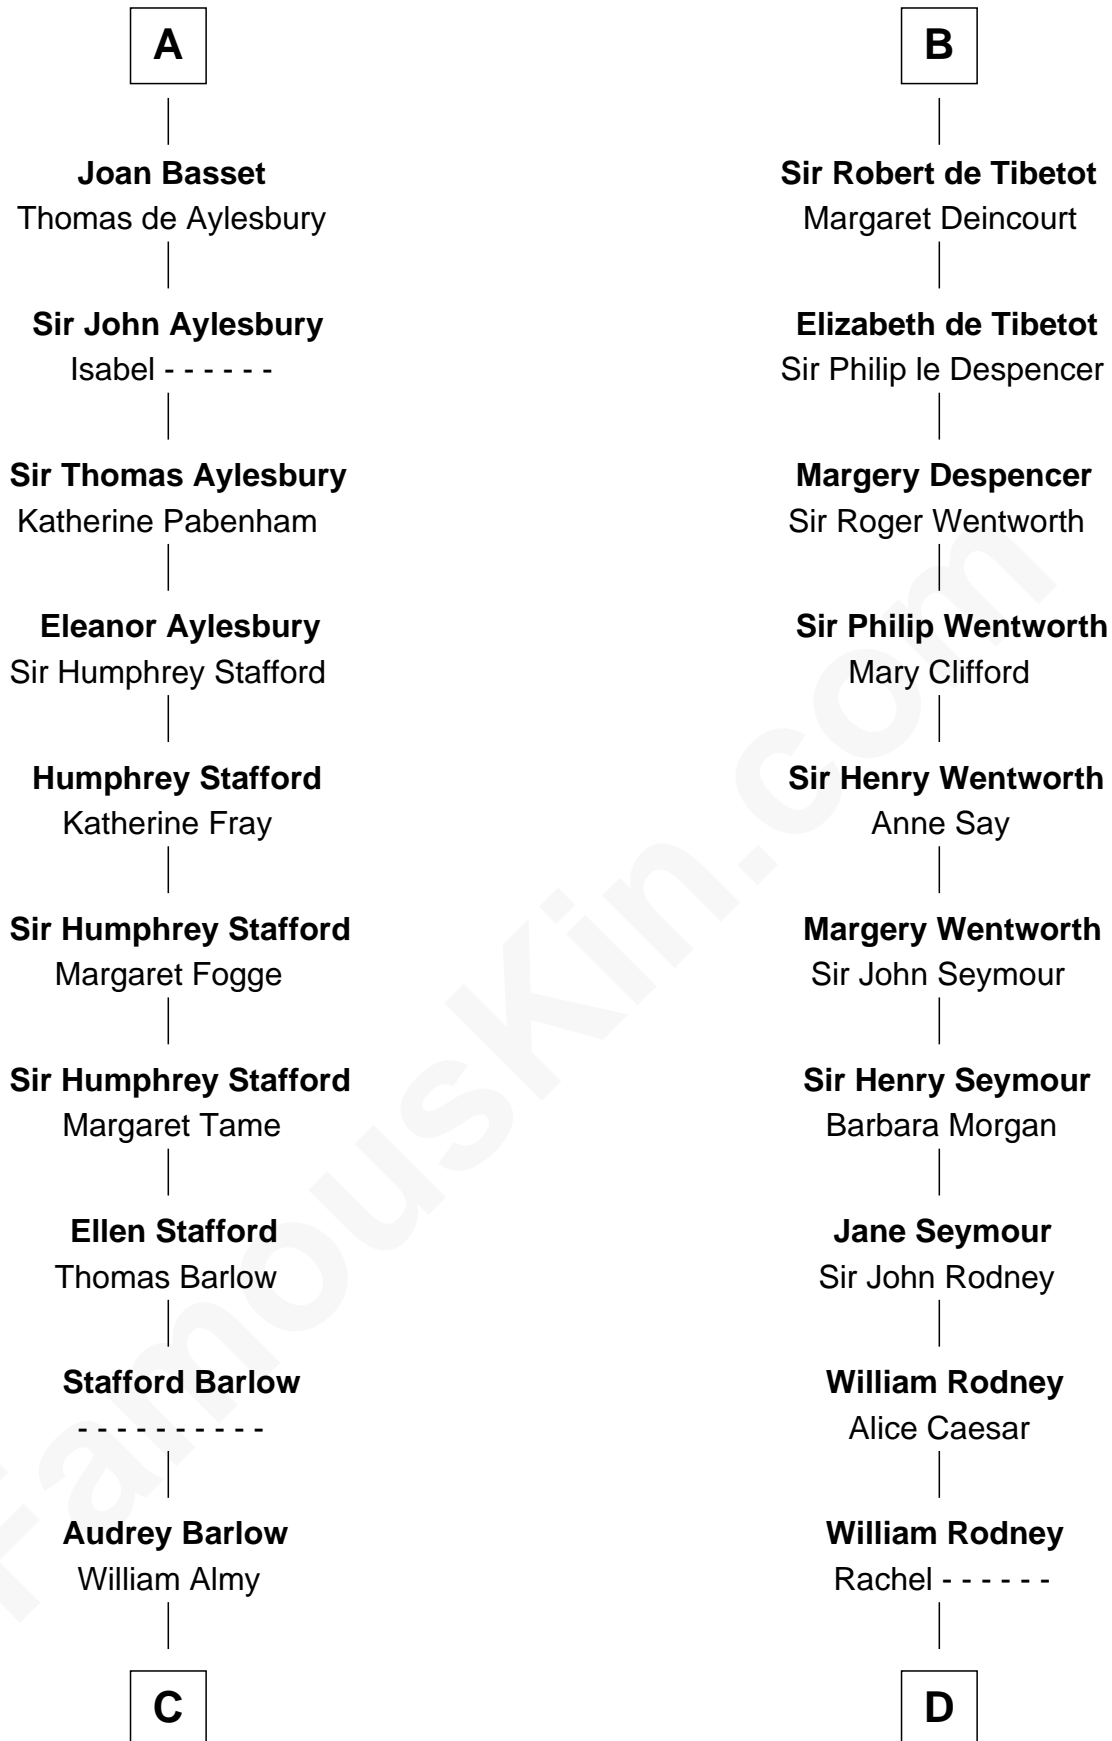 A
Joan Basset
Thomas de Aylesbury
Sir John Aylesbury
Isabel - - - - - -
Sir Thomas Aylesbury
Katherine Pabenham
Eleanor Aylesbury
Sir Humphrey Stafford
Humphrey Stafford
Katherine Fray
Sir Humphrey Stafford
Margaret Fogge
Sir Humphrey Stafford
Margaret Tame
Ellen Stafford
Thomas Barlow
Stafford Barlow
- - - - - - - - - -
Audrey Barlow
William Almy
C
B
Sir Robert de Tibetot
Margaret Deincourt
Elizabeth de Tibetot
Sir Philip le Despencer
Margery Despencer
Sir Roger Wentworth
Sir Philip Wentworth
Mary Clifford
Sir Henry Wentworth
Anne Say
Margery Wentworth
Sir John Seymour
Sir Henry Seymour
Barbara Morgan
Jane Seymour
Sir John Rodney
William Rodney
Alice Caesar
William Rodney
Rachel - - - - - -
D
FamousKin.com